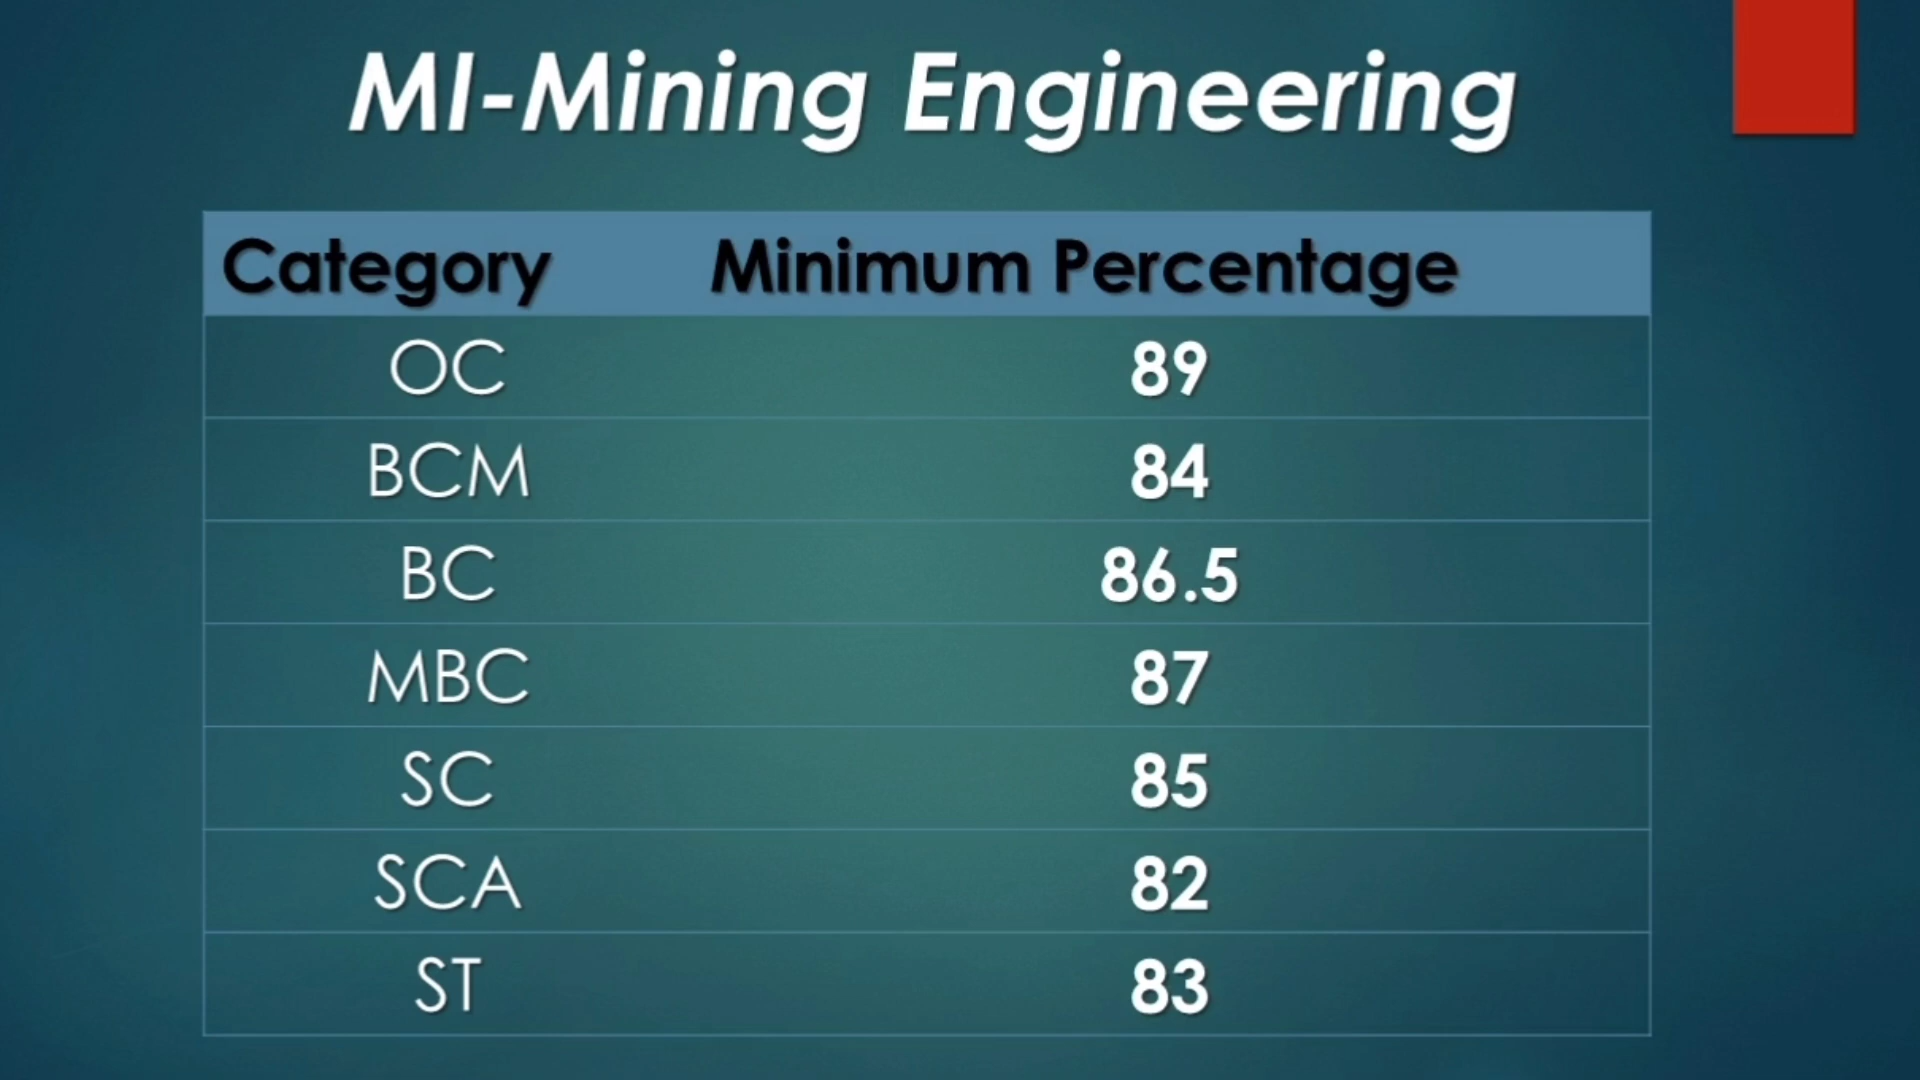 MI-Mining Engineering
Category Minimum Percentage
OC 89
BCM 84
BC 86.5
MBC 87
SC 85
SCA 82
ST 83